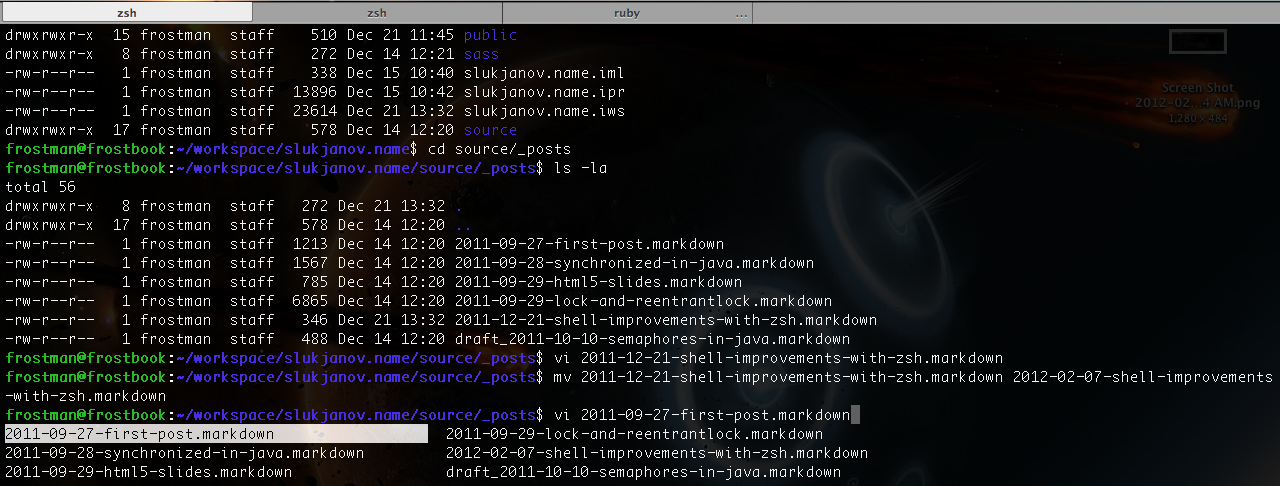 zsh zsh ruby ...
drwxrwxr-x 15 frostman staff 510 Dec 21 11:45 public
drwxrwxr-x 8 frostman staff 272 Dec 14 12:21 sass
-rw-r--r-- 1 frostman staff 338 Dec 15 10:40 slukjanov.name.iml
-rw-r--r-- 1 frostman staff 13896 Dec 15 10:42 slukjanov.name.ipr
-rw-r--r-- 1 frostman staff 23614 Dec 21 13:32 slukjanov.name.iws
drwxrwxr-x 17 frostman staff 578 Dec 14 12:20 source
Screen Shot
2012-02...4 AM.png
1,280 × 484
frostman@frostbook:~/workspace/slukjanov.name$ cd source/_posts
frostman@frostbook:~/workspace/slukjanov.name/source/_posts$ ls -la
total 56
drwxrwxr-x 8 frostman staff 272 Dec 21 13:32 .
drwxrwxr-x 17 frostman staff 578 Dec 14 12:20 ..
-rw-r--r-- 1 frostman staff 1213 Dec 14 12:20 2011-09-27-first-post.markdown
-rw-r--r-- 1 frostman staff 1567 Dec 14 12:20 2011-09-28-synchronized-in-java.markdown
-rw-r--r-- 1 frostman staff 785 Dec 14 12:20 2011-09-29-html5-slides.markdown
-rw-r--r-- 1 frostman staff 6865 Dec 14 12:20 2011-09-29-lock-and-reentrantlock.markdown
-rw-r--r-- 1 frostman staff 346 Dec 21 13:32 2011-12-21-shell-improvements-with-zsh.markdown
-rw-r--r-- 1 frostman staff 488 Dec 14 12:20 draft_2011-10-10-semaphores-in-java.markdown
frostman@frostbook:~/workspace/slukjanov.name/source/_posts$ vi 2011-12-21-shell-improvements-with-zsh.markdown
frostman@frostbook:~/workspace/slukjanov.name/source/_posts$ mv 2011-12-21-shell-improvements-with-zsh.markdown 2012-02-07-shell-improvements
-with-zsh.markdown
frostman@frostbook:~/workspace/slukjanov.name/source/_posts$ vi 2011-09-27-first-post.markdown
2011-09-27-first-post.markdown 2011-09-29-lock-and-reentrantlock.markdown
2011-09-28-synchronized-in-java.markdown 2012-02-07-shell-improvements-with-zsh.markdown
2011-09-29-html5-slides.markdown draft_2011-10-10-semaphores-in-java.markdown